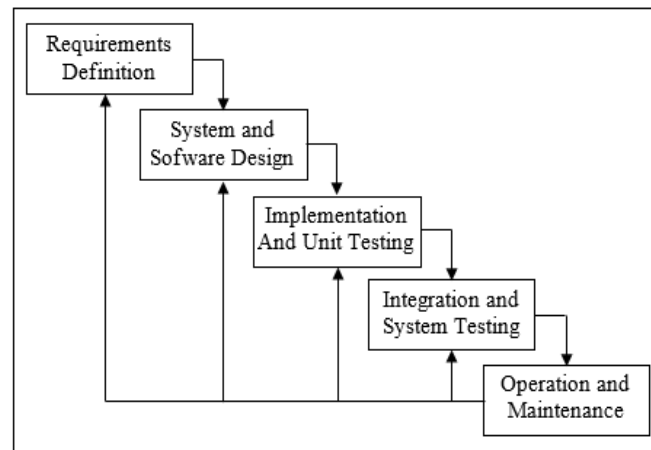 Requirements
Definition
System and
Sofware Design
Implementation
And Unit Testing
Integration and
System Testing
Operation and
Maintenance